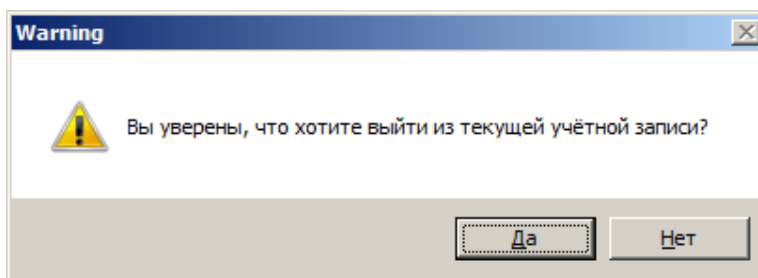 Warning
Вы уверены, что хотите выйти из текущей учётной записи?
Да
Нет